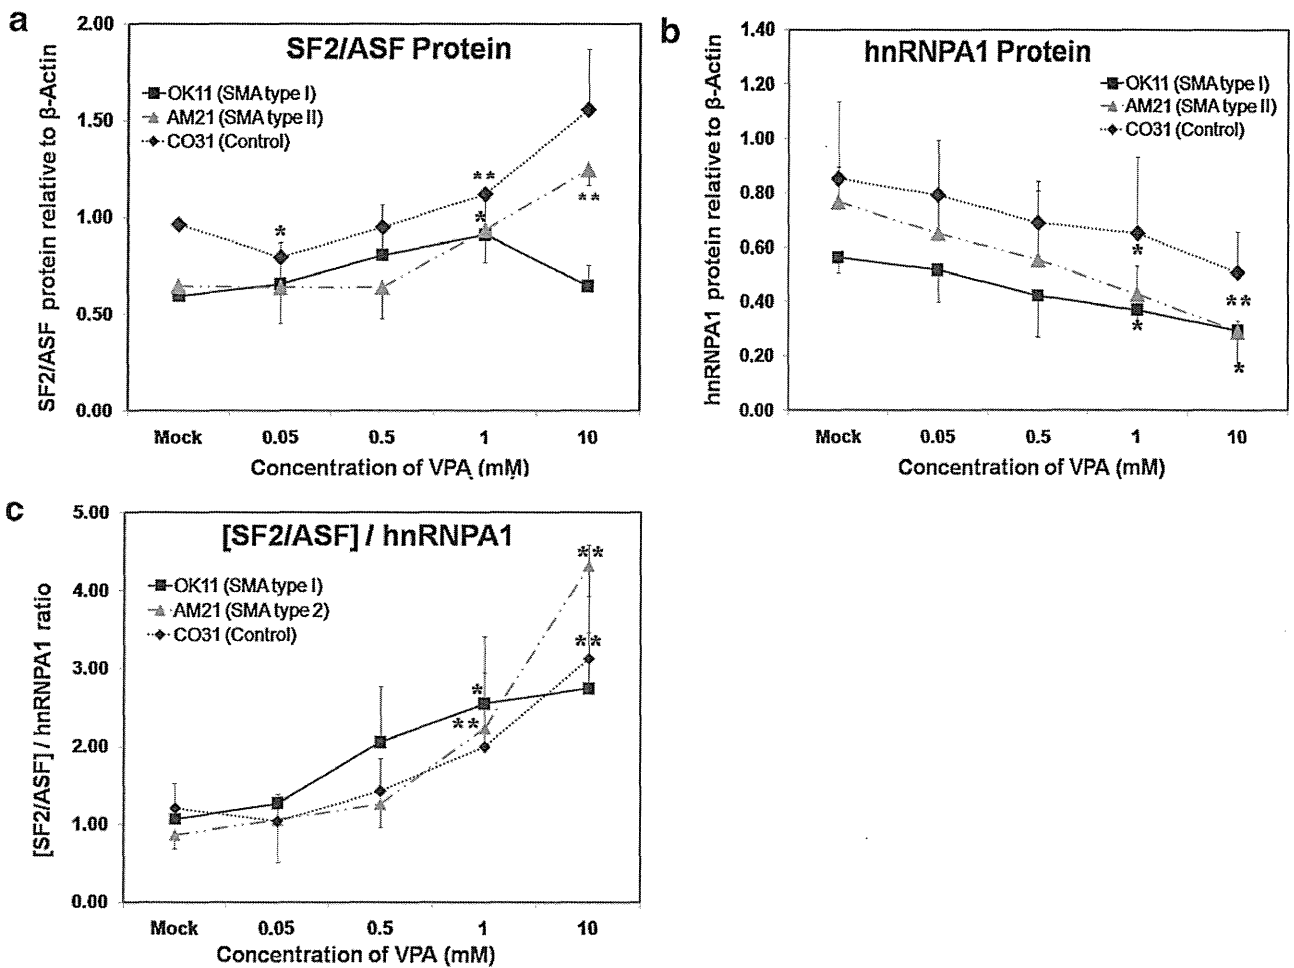 a
SF2/ASF Protein
SF2/ASF protein relative to β-Actin
2.00
1.50
1.00
0.50
0.00
OK11 (SMA type I)
AM21 (SMA type II)
CO31 (Control)
*
**
*
**
Mock 0.05 0.5 1 10
Concentration of VPA (mM)
b
hnRNPA1 Protein
hnRNPA1 protein relative to β-Actin
1.40
1.20
1.00
0.80
0.60
0.40
0.20
0.00
OK11 (SMA type I)
AM21 (SMA type II)
CO31 (Control)
*
**
*
*
Mock 0.05 0.5 1 10
Concentration of VPA (mM)
c
[SF2/ASF] / hnRNPA1
[SF2/ASF] / hnRNPA1 ratio
5.00
4.00
3.00
2.00
1.00
0.00
OK11 (SMA type I)
AM21 (SMA type 2)
CO31 (Control)
**
**
*
**
Mock 0.05 0.5 1 10
Concentration of VPA (mM)